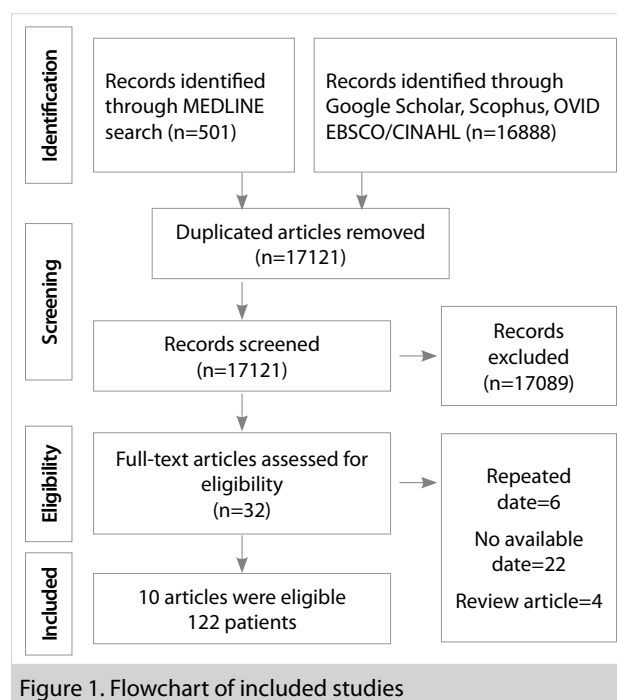 Identification
Records identified
through MEDLINE
search (n=501)
Records identified through
Google Scholar, Scophus, OVID
EBSCO/CINAHL (n=16888)
Screening
Duplicated articles removed
(n=17121)
Records screened
(n=17121)
Records
excluded
(n=17089)
Eligibility
Full-text articles assessed for
eligibility
(n=32)
Repeated
date=6
No available
date=22
Review article=4
Included
10 articles were eligible
122 patients
Figure 1. Flowchart of included studies